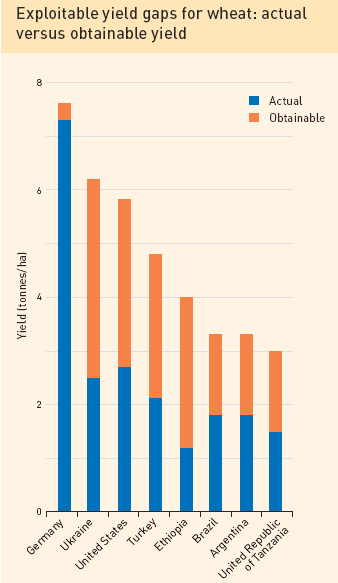 Exploitable yield gaps for wheat: actual
versus obtainable yield
Actual
Obtainable
Yield (tonnes/ha)
8
6
4
2
0
Germany
Ukraine
United States
Turkey
Ethiopia
Brazil
Argentina
United Republic
of Tanzania